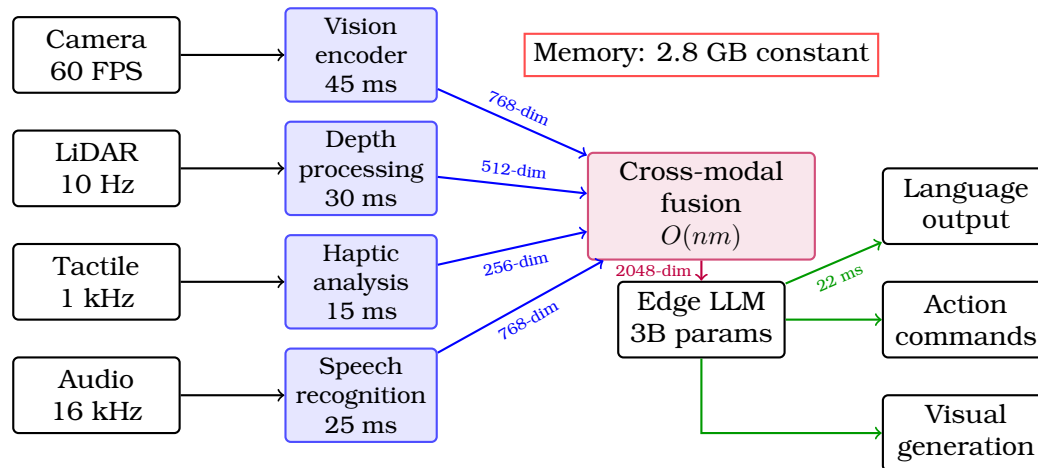 Camera
60 FPS
Vision
encoder
45 ms
Memory: 2.8 GB constant
768-dim
LiDAR
10 Hz
Depth
processing
30 ms
512-dim
Cross-modal
fusion
O(nm)
Language
output
Tactile
1 kHz
Haptic
analysis
15 ms
256-dim
2048-dim
22 ms
Edge LLM
3B params
Action
commands
768-dim
Audio
16 kHz
Speech
recognition
25 ms
Visual
generation